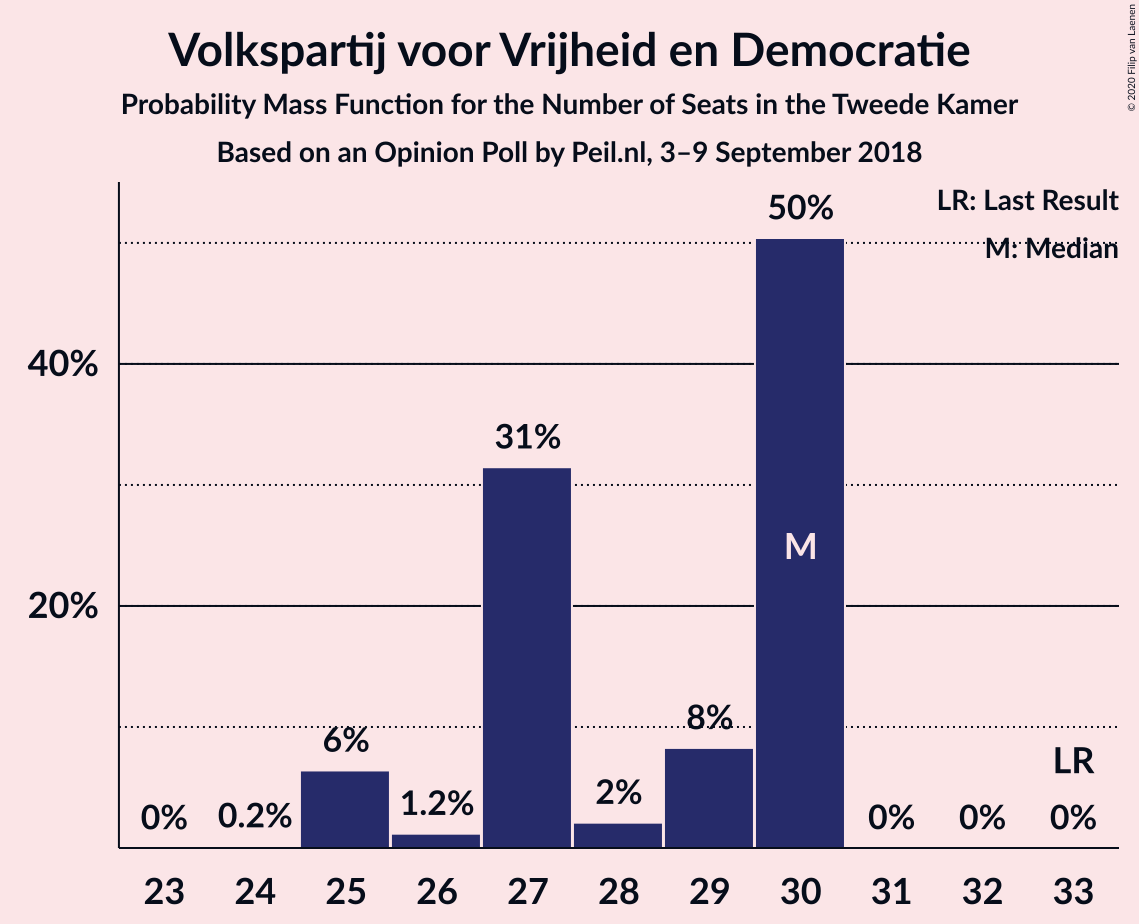 Volkspartij voor Vrijheid en Democratie
Probability Mass Function for the Number of Seats in the Tweede Kamer
Based on an Opinion Poll by Peil.nl, 3–9 September 2018
© 2020 Filip van Laenen
LR: Last Result
M: Median
40%
20%
0%
0.2%
6%
1.2%
31%
2%
8%
50%
M
0%
0%
LR
0%
23 24 25 26 27 28 29 30 31 32 33